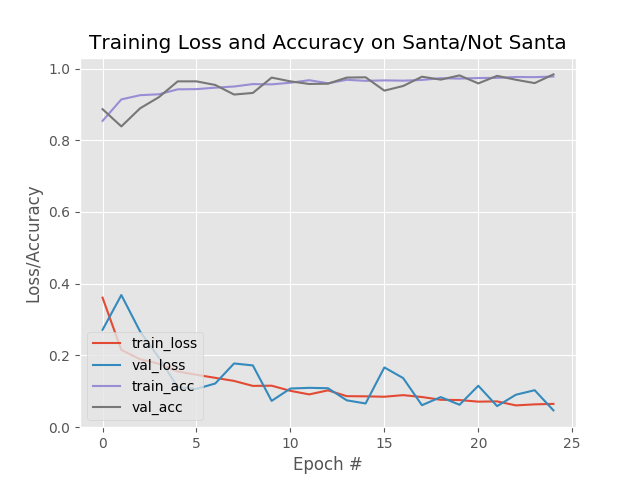 Training Loss and Accuracy on Santa/Not Santa
1.0
0.8
0.6
0.4
0.2
0.0
Loss/Accuracy
train_loss
val_loss
train_acc
val_acc
0 5 10 15 20 25
Epoch #